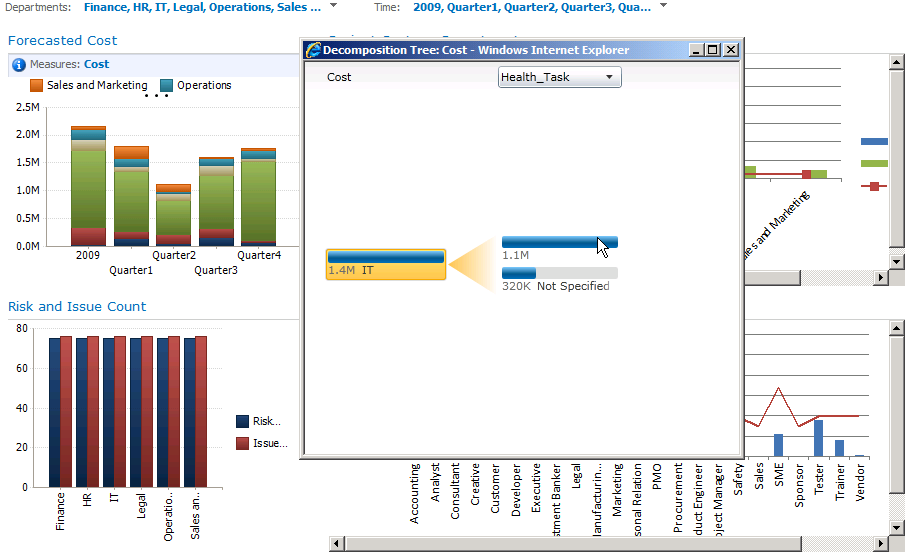 Departments: Finance, HR, IT, Legal, Operations, Sales ... Time: 2009, Quarter1, Quarter2, Quarter3, Qua...
Forecasted Cost
Measures: Cost
Sales and Marketing Operations
...
2.5M
2.0M
1.5M
1.0M
0.5M
0.0M
2009 Quarter2 Quarter4
Quarter1 Quarter3
Decomposition Tree: Cost - Windows Internet Explorer
Cost Health_Task
1.4M IT
1.1M
320K Not Specified
and Marketing
Risk and Issue Count
80
60
40
20
0
Finance
HR
IT
Legal
Operatio..
Sales an..
Risk...
Issue...
Accounting
Analyst
Consultant
Creative
Customer
Developer
Executive
stment Banker
Legal
anufacturin...
Marketing
sonal Relation
PMO
Procurement
duct Engineer
oject Manager
Safety
Sales
SME
Sponsor
Tester
Trainer
Vendor